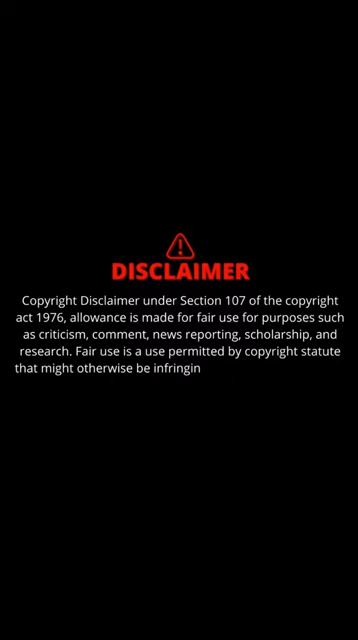 DISCLAIMER
Copyright Disclaimer under Section 107 of the copyright
act 1976, allowance is made for fair use for purposes such
as criticism, comment, news reporting, scholarship, and
research. Fair use is a use permitted by copyright statute
that might otherwise be infringin